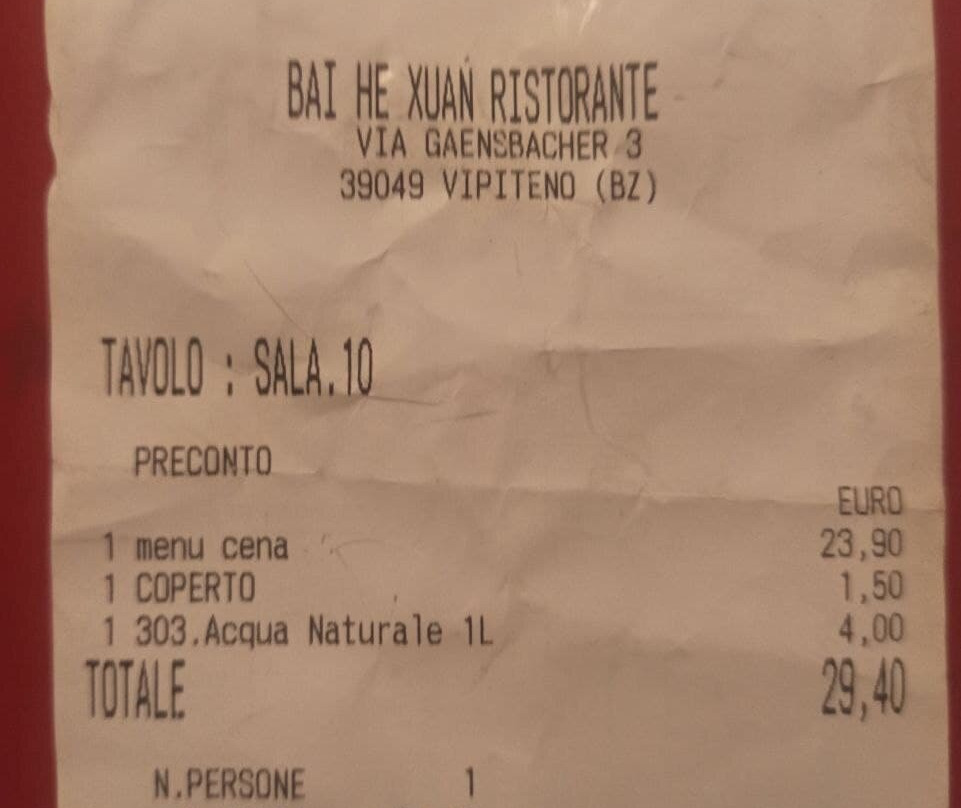 BAI HE XUAN RISTORANTE
VIA GAENSBACHER 3
39049 VIPITENO (BZ)
TAVOLO : SALA.10
PRECONTO
EURO
1 menu cena 23,90
1 COPERTO 1,50
1 303.Acqua Naturale 1L 4,00
TOTALE 29,40
N.PERSONE 1